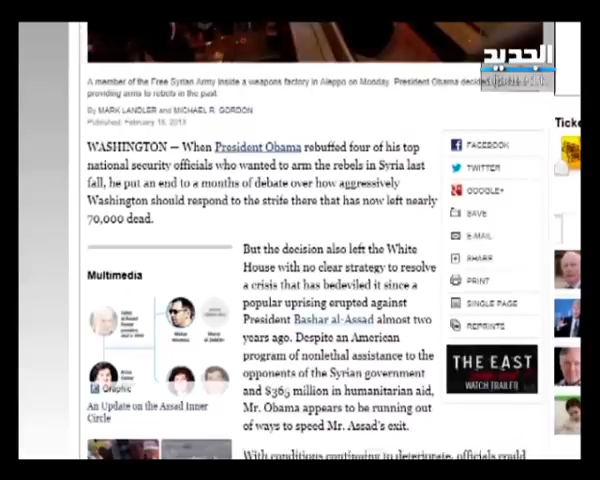 الجديد
A member of the Free Syrian Army inside a weapons factory in Aleppo on Monday. President Obama decided
providing arms to rebels in the past.
By MARK LANDLER and MICHAEL R. GORDON
Published: February 18, 2013
WASHINGTON — When President Obama rebuffed four of his top
national security officials who wanted to arm the rebels in Syria last
fall, he put an end to a months of debate over how aggressively
Washington should respond to the strife there that has now left nearly
70,000 dead.
FACEBOOK
TWITTER
GOOGLE+
SAVE
E-MAIL
SHARE
PRINT
SINGLE PAGE
REPRINTS
THE EAST
WATCH TRAILER
Ticke
Multimedia
Graphic
An Update on the Assad Inner
Circle
But the decision also left the White
House with no clear strategy to resolve
a crisis that has bedeviled it since a
popular uprising erupted against
President Bashar al-Assad almost two
years ago. Despite an American
program of nonlethal assistance to the
opponents of the Syrian government
and $365 million in humanitarian aid,
Mr. Obama appears to be running out
of ways to speed Mr. Assad's exit.
With conditions continuing to deteriorate, officials could